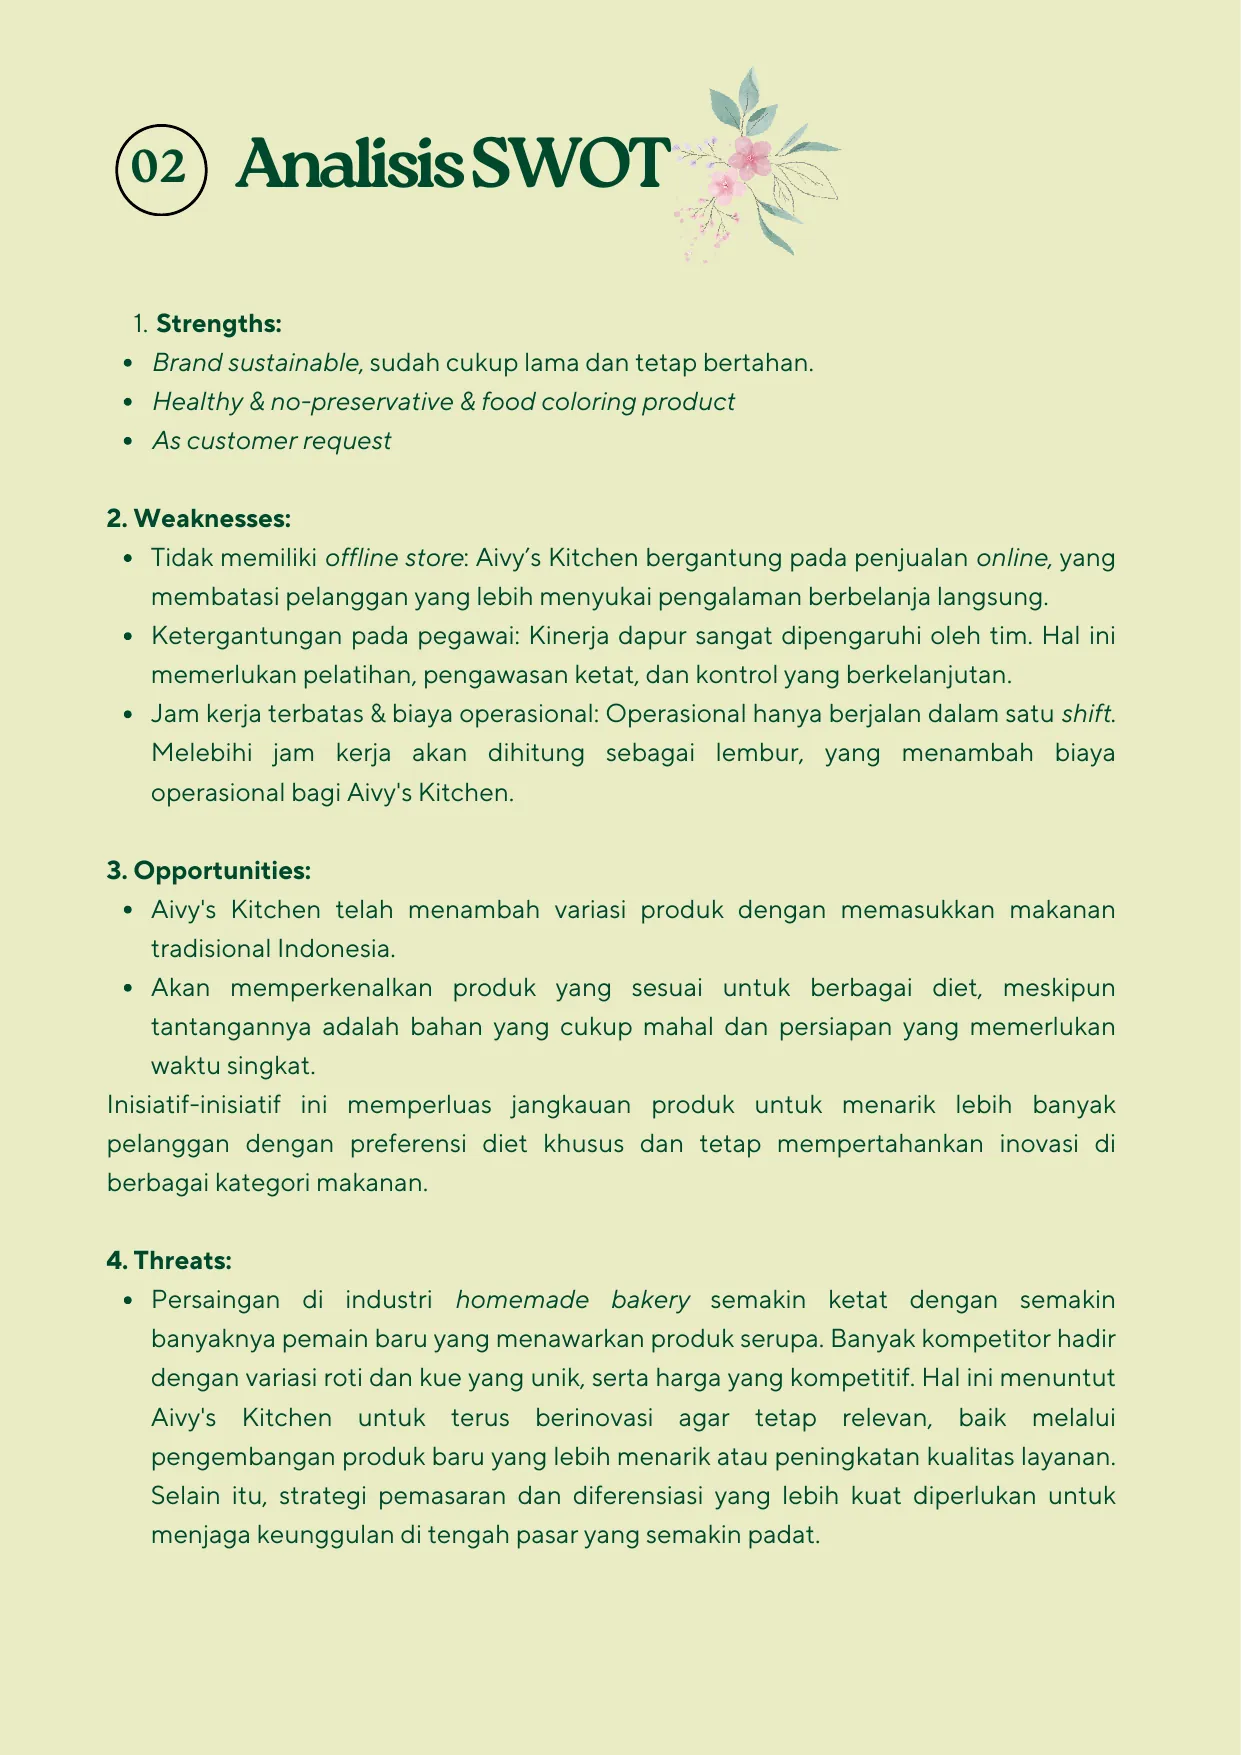 02 Analisis SWOT
1. Strengths:
• Brand sustainable, sudah cukup lama dan tetap bertahan.
• Healthy & no-preservative & food coloring product
• As customer request
2. Weaknesses:
• Tidak memiliki offline store: Aivy’s Kitchen bergantung pada penjualan online, yang
membatasi pelanggan yang lebih menyukai pengalaman berbelanja langsung.
• Ketergantungan pada pegawai: Kinerja dapur sangat dipengaruhi oleh tim. Hal ini
memerlukan pelatihan, pengawasan ketat, dan kontrol yang berkelanjutan.
• Jam kerja terbatas & biaya operasional: Operasional hanya berjalan dalam satu shift.
Melebihi jam kerja akan dihitung sebagai lembur, yang menambah biaya
operasional bagi Aivy's Kitchen.
3. Opportunities:
• Aivy's Kitchen telah menambah variasi produk dengan memasukkan makanan
tradisional Indonesia.
• Akan memperkenalkan produk yang sesuai untuk berbagai diet, meskipun
tantangannya adalah bahan yang cukup mahal dan persiapan yang memerlukan
waktu singkat.
Inisiatif-inisiatif ini memperluas jangkauan produk untuk menarik lebih banyak
pelanggan dengan preferensi diet khusus dan tetap mempertahankan inovasi di
berbagai kategori makanan.
4. Threats:
• Persaingan di industri homemade bakery semakin ketat dengan semakin
banyaknya pemain baru yang menawarkan produk serupa. Banyak kompetitor hadir
dengan variasi roti dan kue yang unik, serta harga yang kompetitif. Hal ini menuntut
Aivy's Kitchen untuk terus berinovasi agar tetap relevan, baik melalui
pengembangan produk baru yang lebih menarik atau peningkatan kualitas layanan.
Selain itu, strategi pemasaran dan diferensiasi yang lebih kuat diperlukan untuk
menjaga keunggulan di tengah pasar yang semakin padat.